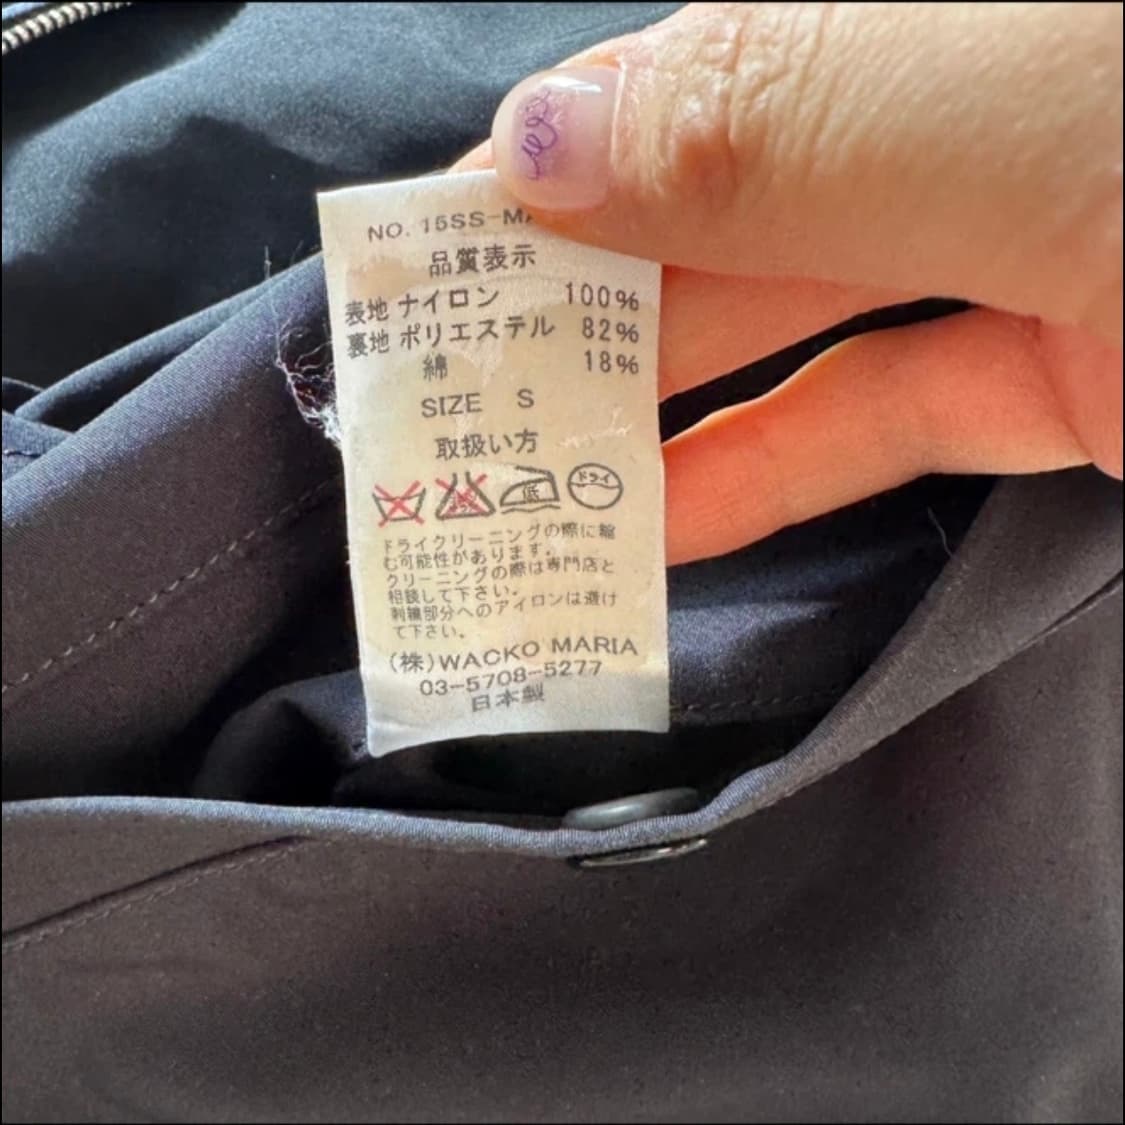 NO. 15SS-MA
品質表示
表地 ナイロン 100%
裏地 ポリエステル 82%
綿 18%
SIZE S
取扱い方
低 ドライ
ドライクリーニングの際に縮
む可能性があります。
クリーニングの際は専門店と
相談して下さい。
刺繍部分へのアイロンは避け
て下さい。
(株)WACKO MARIA
03-5708-5277
日本製